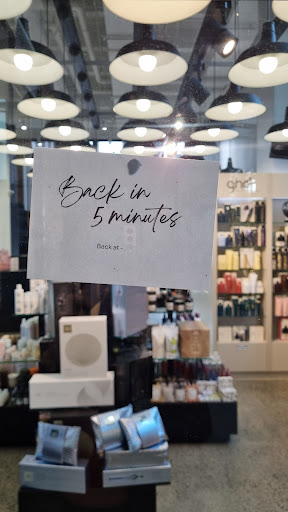 ghd
Back in
5 minutes
Back at -